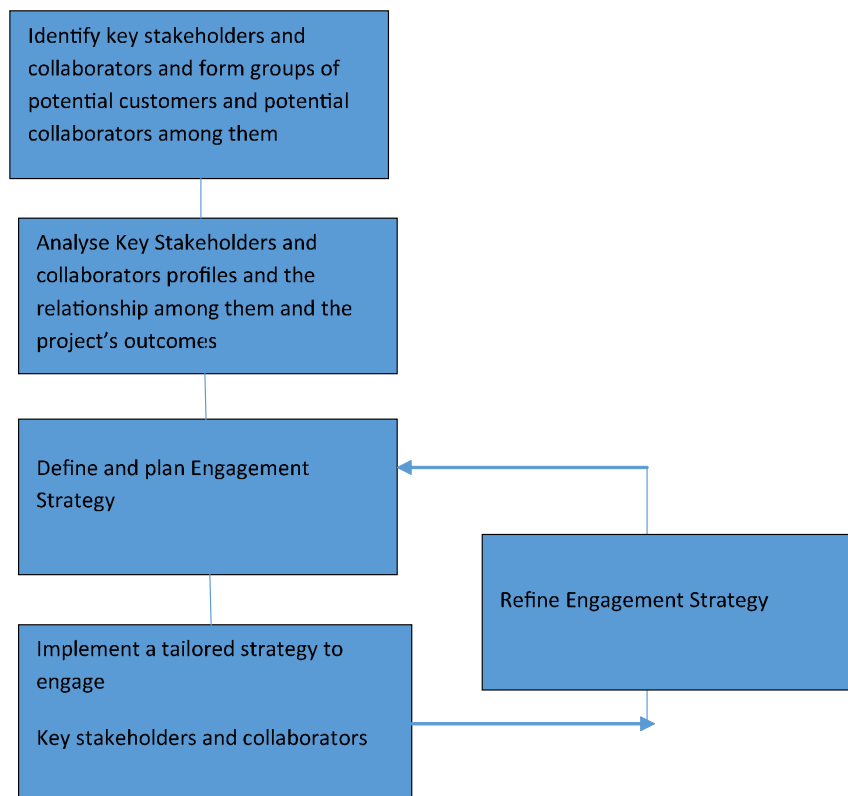 Identify key stakeholders and
collaborators and form groups of
potential customers and potential
collaborators among them
Analyse Key Stakeholders and
collaborators profiles and the
relationship among them and the
project’s outcomes
Define and plan Engagement
Strategy
Refine Engagement Strategy
Implement a tailored strategy to
engage
Key stakeholders and collaborators